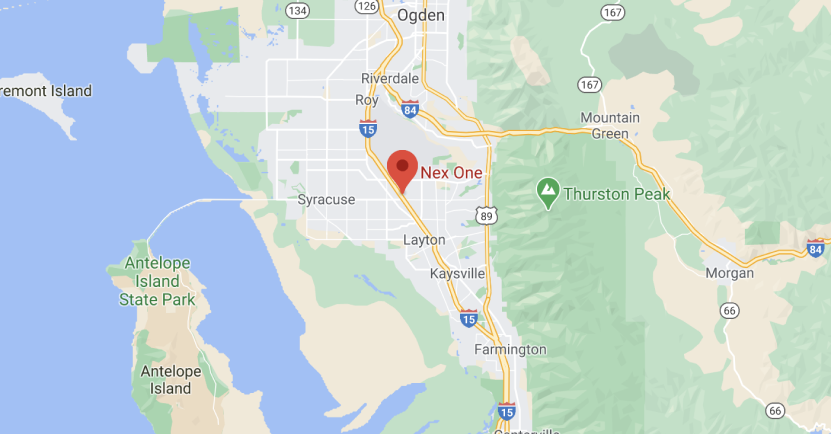 134
126
Ogden
167
Riverdale
167
remont Island
Roy
84
15
Mountain
Green
Nex One
Thurston Peak
Syracuse
89
Layton
84
Antelope
Island
State Park
Kaysville
Morgan
66
15
Farmington
Antelope
Island
66
15